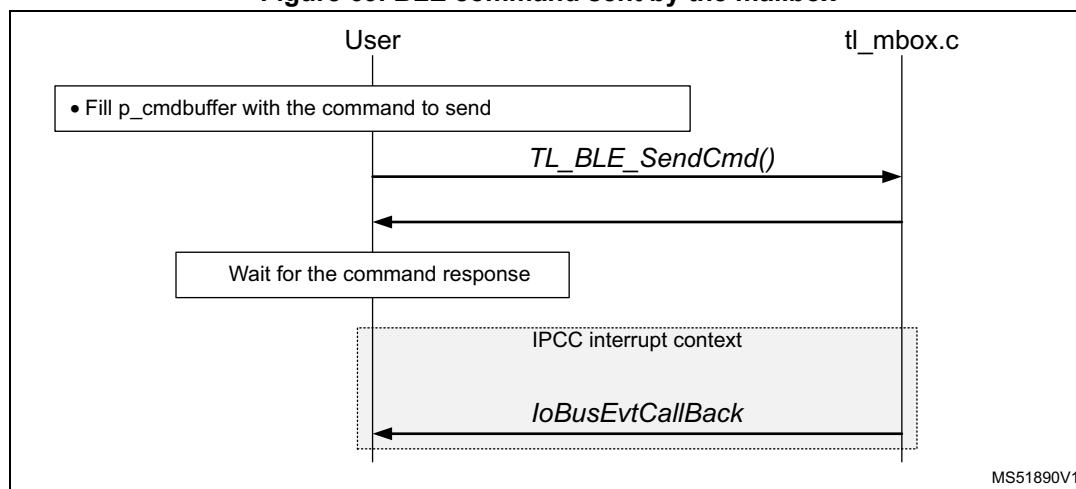 User
tl_mbox.c
• Fill p_cmdbuffer with the command to send
TL_BLE_SendCmd()
Wait for the command response
IPCC interrupt context
IoBusEvtCallBack
MS51890V1